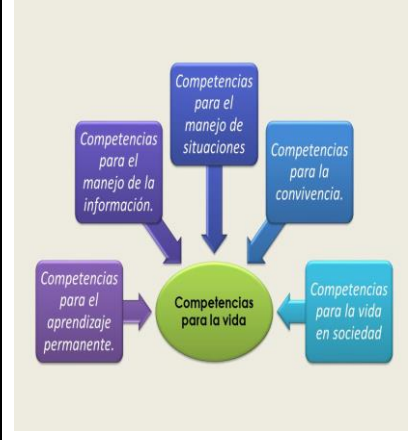 Competencias
para el
manejo de
situaciones
Competencias
para el
manejo de la
información.
Competencias
para la
convivencia.
Competencias
para el
aprendizaje
permanente.
Competencias
para la vida
Competencias
para la vida
en sociedad